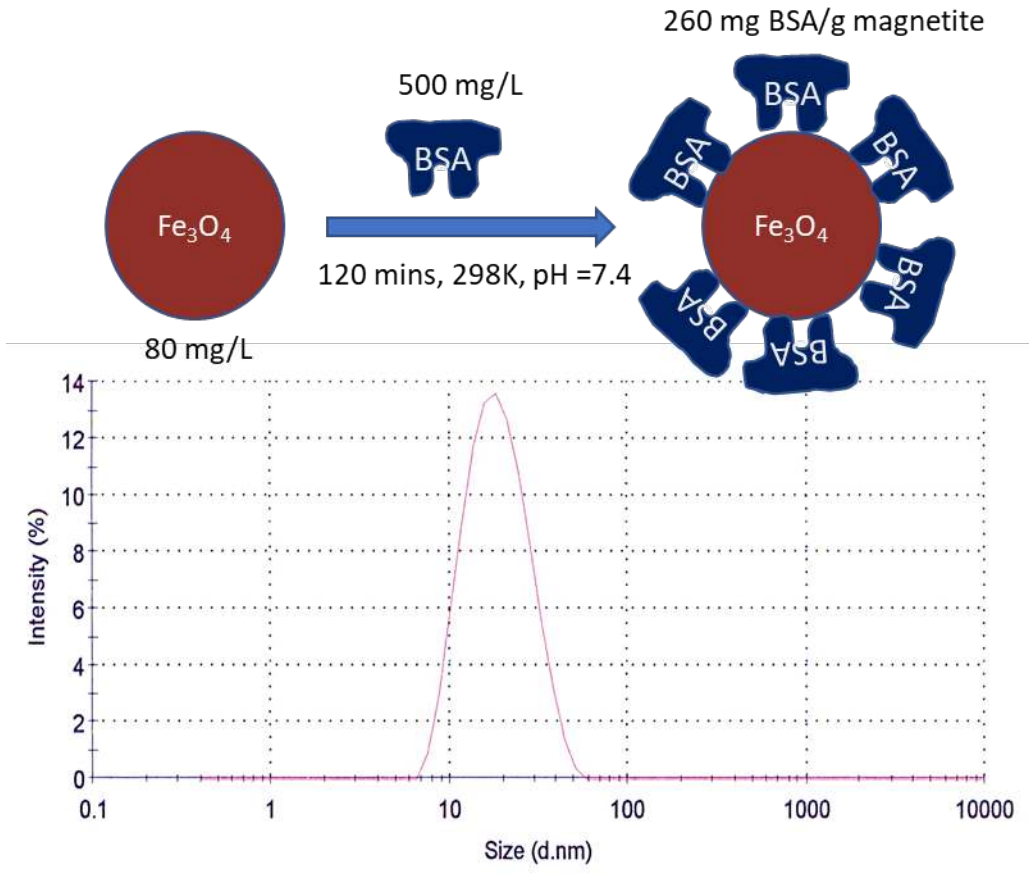 260 mg BSA/g magnetite
500 mg/L
BSA
BSA
BSA
BSA
Fe₃O₄
Fe₃O₄
120 mins, 298K, pH =7.4
BSA
BSA
BSA
BSA
80 mg/L
14
12
10
8
6
4
2
0
Intensity (%)
0.1 1 10 100 1000 10000
Size (d.nm)